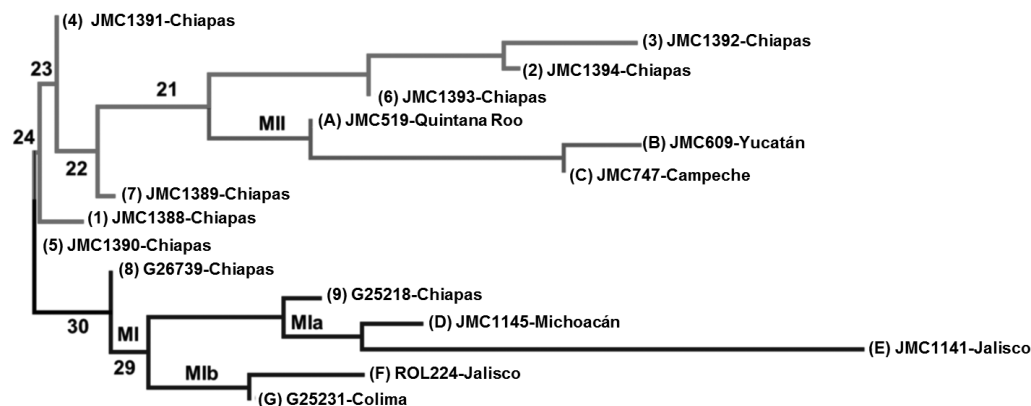 (4) JMC1391-Chiapas
(3) JMC1392-Chiapas
23
(2) JMC1394-Chiapas
21
(6) JMC1393-Chiapas
(A) JMC519-Quintana Roo
MII
24
(B) JMC609-Yucatán
22
(C) JMC747-Campeche
(7) JMC1389-Chiapas
(1) JMC1388-Chiapas
(5) JMC1390-Chiapas
(8) G26739-Chiapas
(9) G25218-Chiapas
30
MI
MIa
(D) JMC1145-Michoacán
(E) JMC1141-Jalisco
29
MIb
(F) ROL224-Jalisco
(G) G25231-Colima